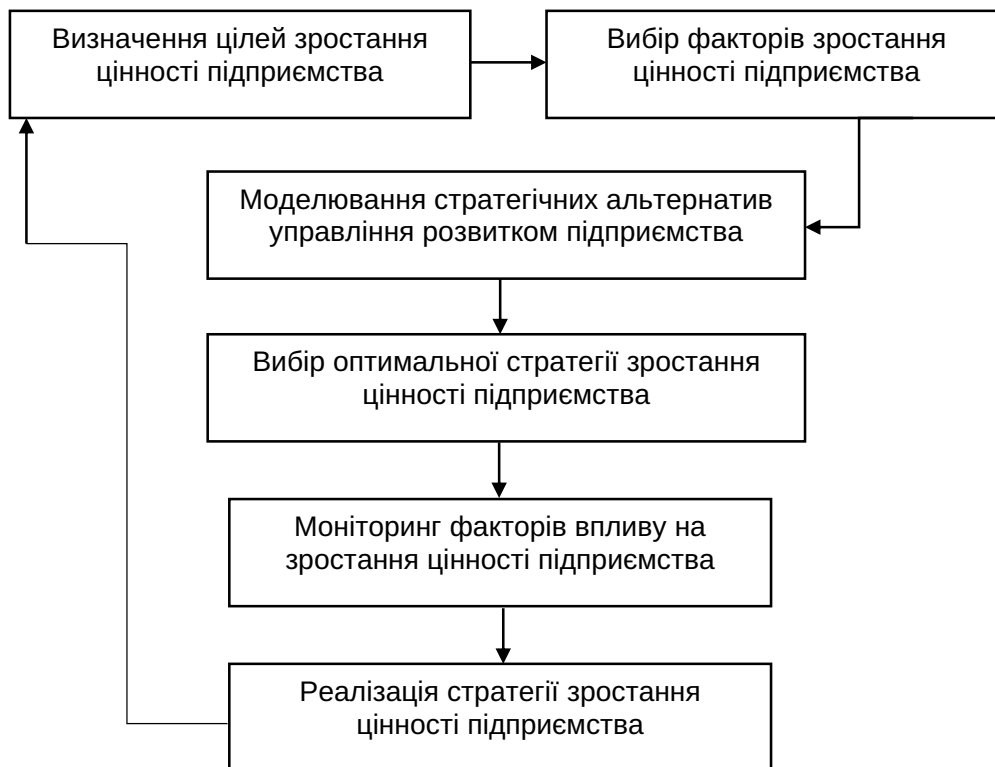 Визначення цілей зростання
цінності підприємства
Вибір факторів зростання
цінності підприємства
Моделювання стратегічних альтернатив
управління розвитком підприємства
Вибір оптимальної стратегії зростання
цінності підприємства
Моніторинг факторів впливу на
зростання цінності підприємства
Реалізація стратегії зростання
цінності підприємства